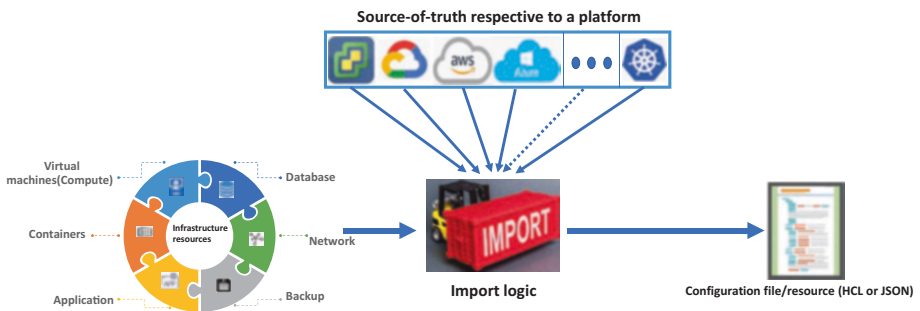 Source-of-truth respective to a platform
aws
Azure
Virtual
machines(Compute)
Database
Containers
Infrastructure
resources
Network
Application
Backup
IMPORT
Import logic
Configuration file/resource (HCL or JSON)